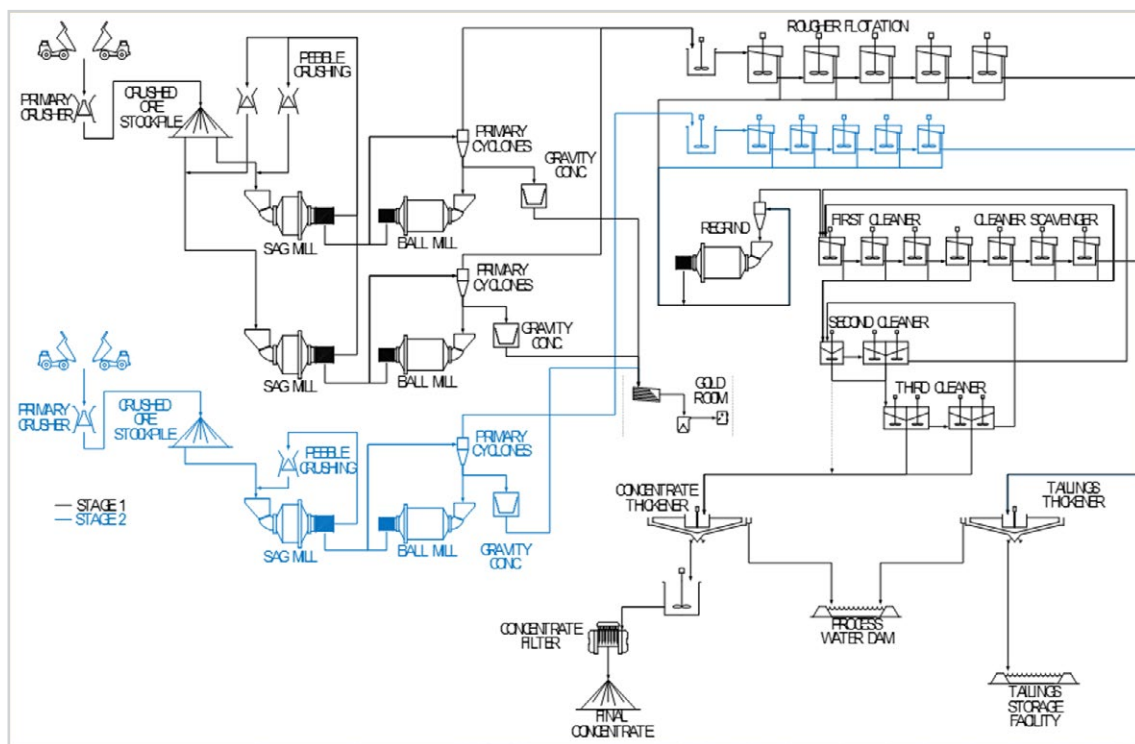 ROUGHER FLOTATION
PEBBLE
CRUSHING
PRIMARY
CRUSHER
CRUSHED
ORE
STOCKPILE
PRIMARY
CYCLONES
GRAVITY
CONC
SAG MILL
BALL MILL
REGRIND
FIRST CLEANER
CLEANER SCAVENGER
PRIMARY
CYCLONES
GRAVITY
CONC
SECOND CLEANER
SAG MILL
BALL MILL
GOLD
ROOM
THIRD CLEANER
PRIMARY
CRUSHER
CRUSHED
ORE
STOCKPILE
PEBBLE
CRUSHING
PRIMARY
CYCLONES
GRAVITY
CONC
STAGE 1
STAGE 2
SAG MILL
BALL MILL
CONCENTRATE
THICKENER
TAILINGS
THICKENER
CONCENTRATE
FILTER
PROCESS
WATER DAM
FINAL
CONCENTRATE
TAILINGS
STORAGE
FACILITY